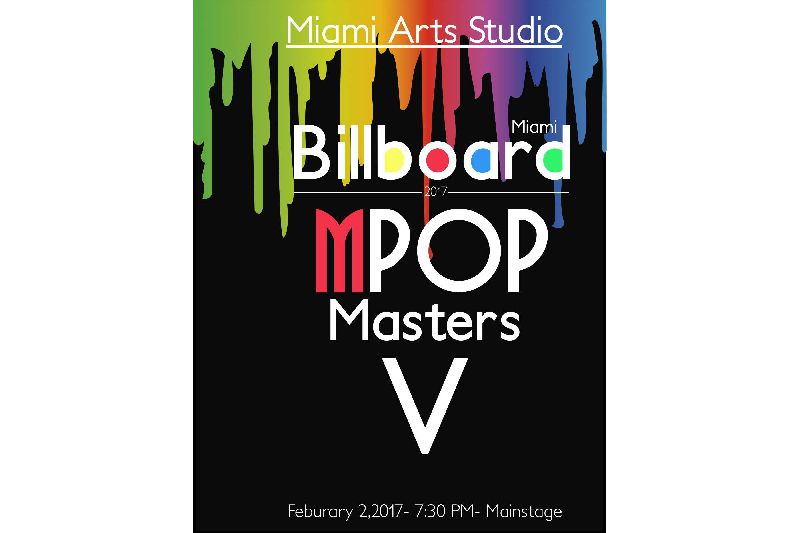 Miami Arts Studio
Miami
Billboard
2017
MPOP
Masters
V
Feburary 2,2017- 7:30 PM- Mainstage